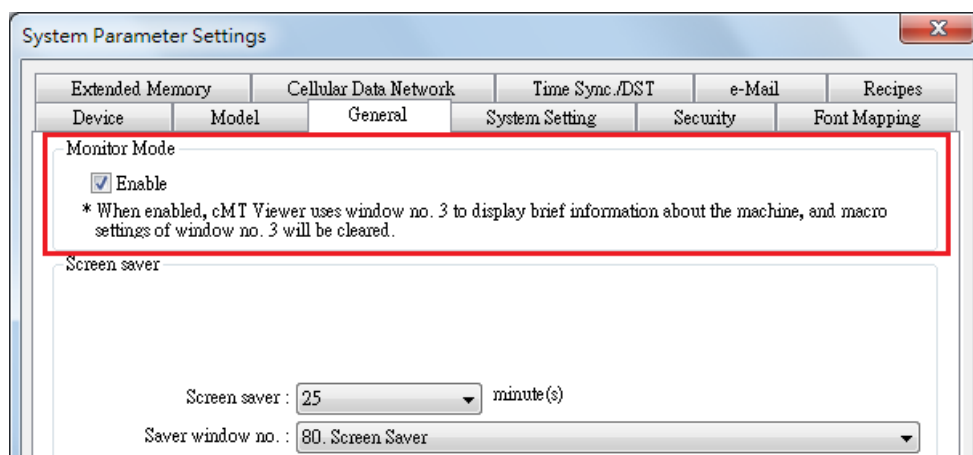 System Parameter Settings
Extended Memory Cellular Data Network Time Sync./DST e-Mail Recipes
Device Model General System Setting Security Font Mapping
Monitor Mode
Enable
* When enabled, cMT Viewer uses window no. 3 to display brief information about the machine, and macro
settings of window no. 3 will be cleared.
Screen saver
Screen saver : 25 minute(s)
Saver window no. : 80. Screen Saver